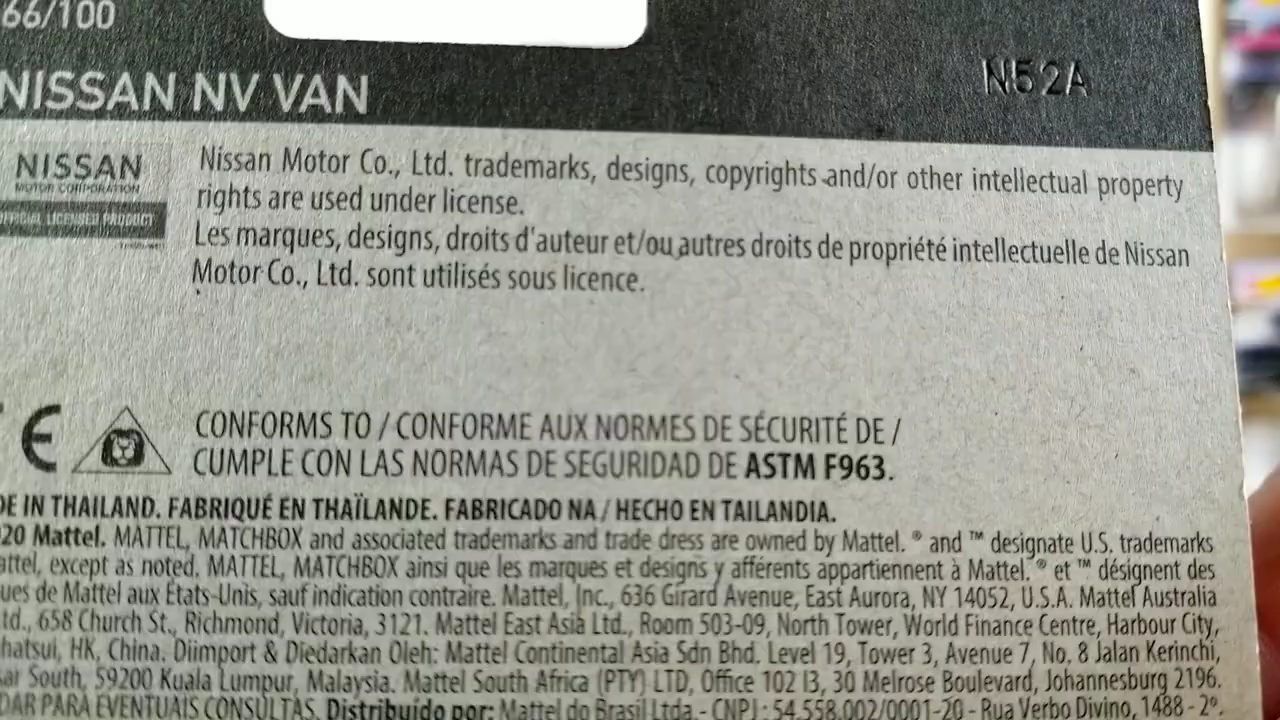 66/100
NISSAN NV VAN
N52A
NISSAN
MOTOR CORPORATION
OFFICIAL LICENSED PRODUCT
Nissan Motor Co., Ltd. trademarks, designs, copyrights and/or other intellectual property
rights are used under license.
Les marques, designs, droits d'auteur et/ou autres droits de propriété intellectuelle de Nissan
Motor Co., Ltd. sont utilisés sous licence.
CE
CONFORMS TO / CONFORME AUX NORMES DE SÉCURITÉ DE /
CUMPLE CON LAS NORMAS DE SEGURIDAD DE ASTM F963.
DE IN THAILAND. FABRIQUÉ EN THAÏLANDE. FABRICADO NA / HECHO EN TAILANDIA.
20 Mattel. MATTEL, MATCHBOX and associated trademarks and trade dress are owned by Mattel. ® and ™ designate U.S. trademarks
attel, except as noted. MATTEL, MATCHBOX ainsi que les marques et designs y afférents appartiennent à Mattel. ® et ™ désignent des
ues de Mattel aux États-Unis, sauf indication contraire. Mattel, Inc., 636 Girard Avenue, East Aurora, NY 14052, U.S.A. Mattel Australia
td., 658 Church St., Richmond, Victoria, 3121. Mattel East Asia Ltd., Room 503-09, North Tower, World Finance Centre, Harbour City,
hatsui, HK, China. Diimport & Diedarkan Oleh: Mattel Continental Asia Sdn Bhd. Level 19, Tower 3, Avenue 7, No. 8 Jalan Kerinchi,
ar South, 59200 Kuala Lumpur, Malaysia. Mattel South Africa (PTY) LTD, Office 102 I3, 30 Melrose Boulevard, Johannesburg 2196.
DAR PARA EVENTUAIS CONSULTAS. Distribuído por: Mattel do Brasil Ltda. - CNPJ : 54.558.002/0001-20 - Rua Verbo Divino, 1488 - 2º.